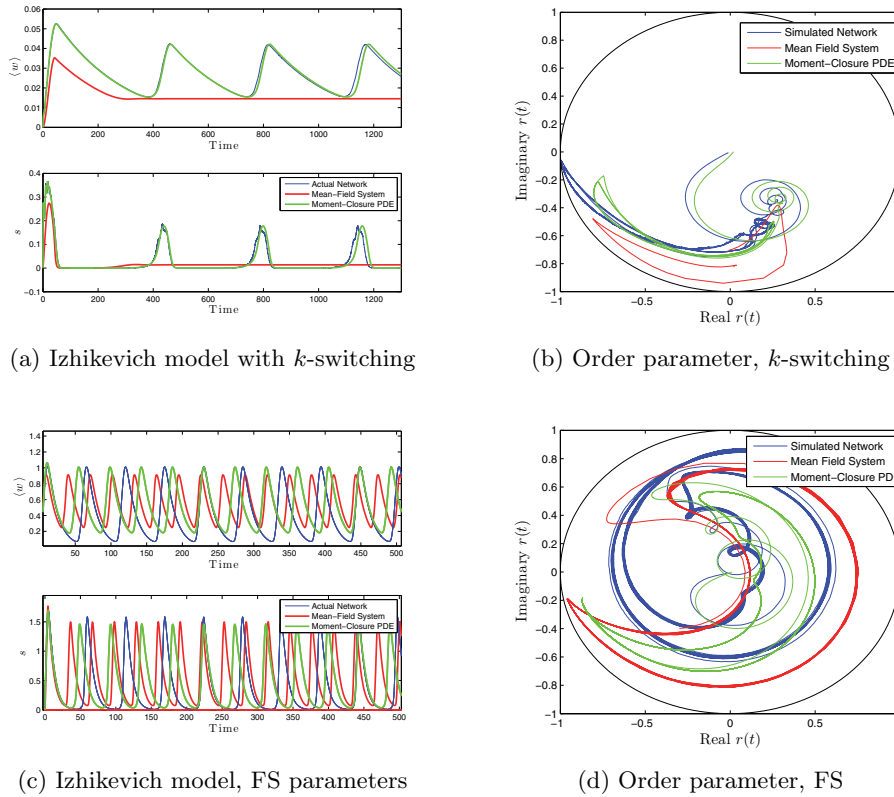 0.06
0.05
0.04
0.03
0.02
0.01
0
⟨w⟩
0 200 400 600 800 1000 1200
Time
0.4
0.3
0.2
0.1
0
−0.1
s
Actual Network
Mean−Field System
Moment−Closure PDE
0 200 400 600 800 1000 1200
Time
(a) Izhikevich model with k-switching
1
0.8
0.6
0.4
0.2
0
−0.2
−0.4
−0.6
−0.8
−1
Imaginary r(t)
Simulated Network
Mean Field System
Moment−Closure PDE
−1 −0.5 0 0.5
Real r(t)
(b) Order parameter, k-switching
1.4
1.2
1
0.8
0.6
0.4
0.2
⟨w⟩
50 100 150 200 250 300 350 400 450 500
Time
1.5
1
0.5
0
s
Actual Network
Mean−Field System
Moment−Closure PDE
0 50 100 150 200 250 300 350 400 450 500
Time
(c) Izhikevich model, FS parameters
1
0.8
0.6
0.4
0.2
0
−0.2
−0.4
−0.6
−0.8
−1
Imaginary r(t)
Simulated Network
Mean Field System
Moment−Closure PD
−1 −0.5 0 0.5
Real r(t)
(d) Order parameter, FS